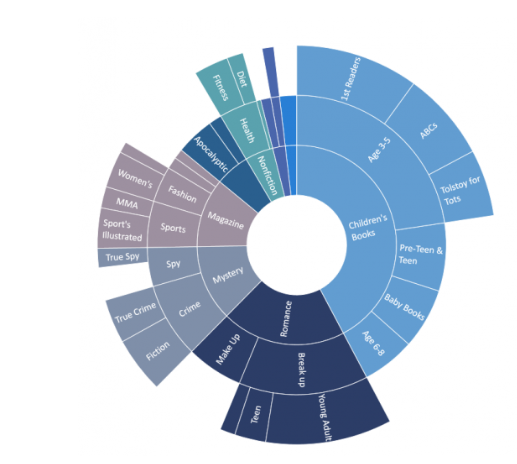 1st Readers
ABCs
Tolstoy for
Tots
Age 3-5
Children's
Books
Pre-Teen &
Teen
Baby Books
Age 6-8
Romance
Break up
Young Adult
Teen
Make Up
Mystery
Crime
Fiction
True Crime
Spy
True Spy
Magazine
Sports
Sport's
Illustrated
MMA
Fashion
Women's
Apocalyptic
Nonfiction
Health
Fitness
Diet